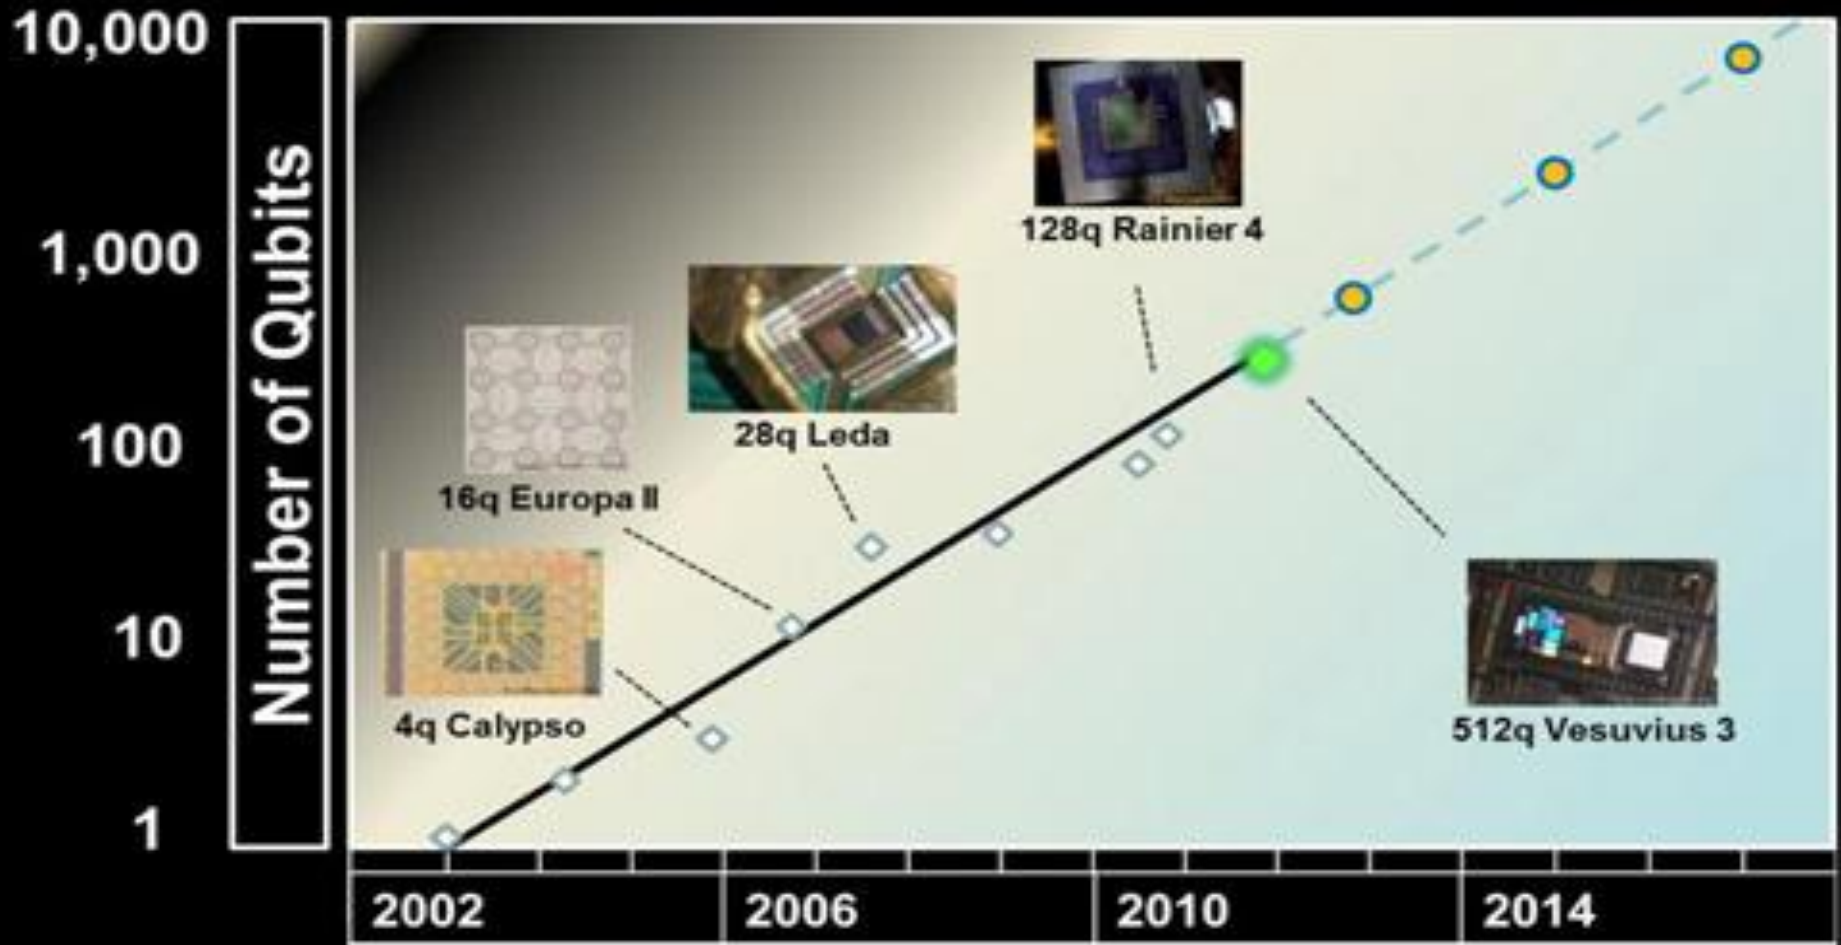 10,000
1,000
100
10
1
Number of Qubits
128q Rainier 4
28q Leda
16q Europa II
4q Calypso
512q Vesuvius 3
2002
2006
2010
2014